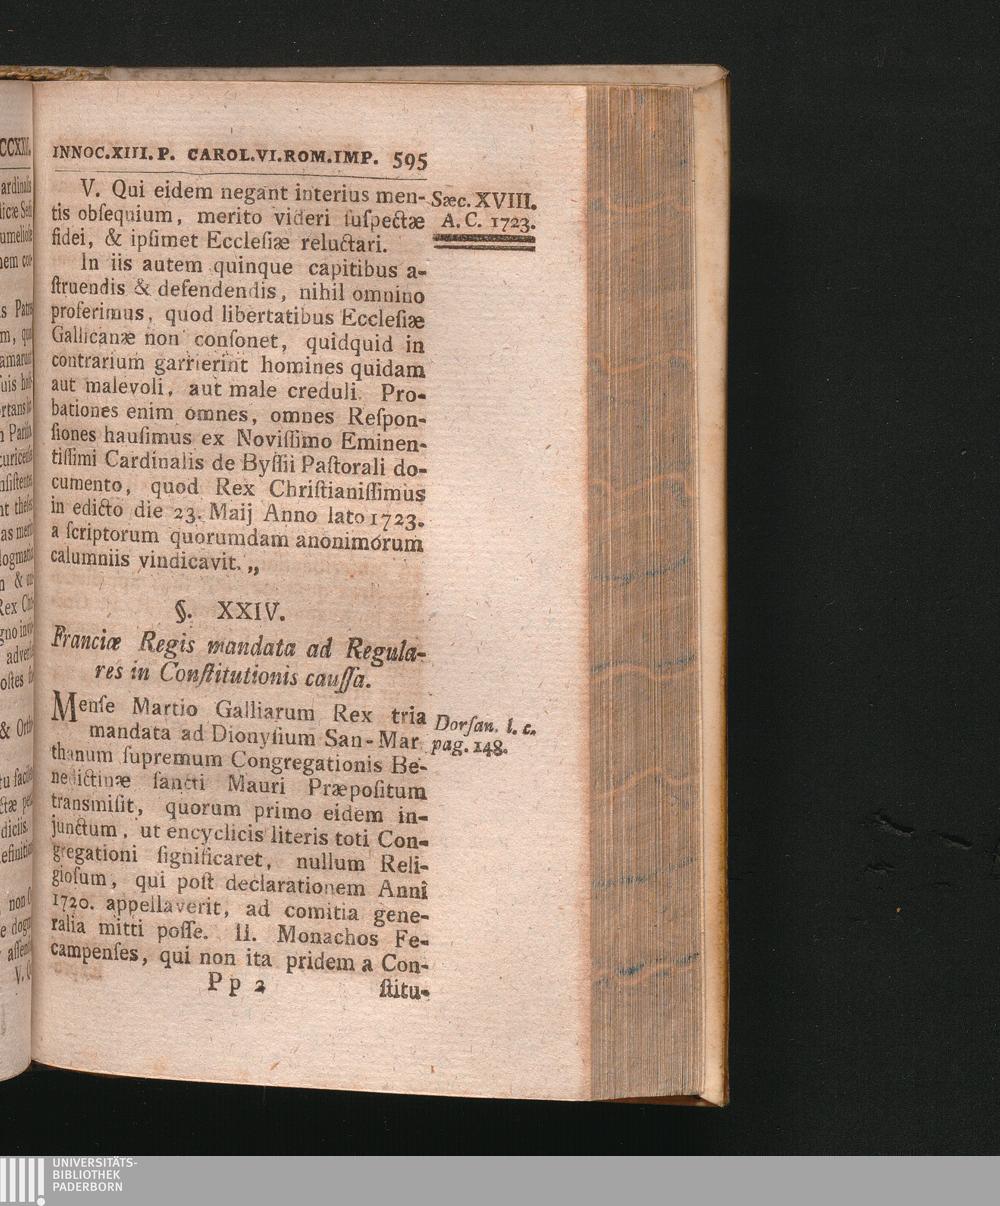 INNOC.XIII.P. CAROL.VI.ROM.IMP. 595
V. Qui eidem negant interius men-
tis obſequium, merito videri ſuſpectæ
fidei, & ipſimet Eccleſiæ reluctari.
Sæc. XVIII.
A. C. 1723.
In iis autem quinque capitibus a-
ſtruendis & defendendis, nihil omnino
proferimus, quod libertatibus Eccleſiæ
Gallicanæ non conſonet, quidquid in
contrarium garrierint homines quidam
aut malevoli, aut male creduli. Pro-
bationes enim omnes, omnes Reſpon-
ſiones hauſimus ex Noviſſimo Eminen-
tiſſimi Cardinalis de Byſſii Paſtorali do-
cumento, quod Rex Chriſtianiſſimus
in edicto die 23. Maij Anno lato 1723.
a ſcriptorum quorumdam anonimorum
calumniis vindicavit. „
§. XXIV.
Franciæ Regis mandata ad Regula-
res in Conſtitutionis cauſſa.
Menſe Martio Galliarum Rex tria
mandata ad Dionyſium San-Mar
thanum ſupremum Congregationis Be-
nedictinæ ſancti Mauri Præpoſitum
transmiſit, quorum primo eidem in-
junctum, ut encyclicis literis toti Con-
gregationi ſignificaret, nullum Reli-
gioſum, qui poſt declarationem Anni
1720. appellaverit, ad comitia gene-
ralia mitti poſſe. II. Monachos Fe-
campenſes, qui non ita pridem a Con-
Dorſan. l. c.
pag. 148.
Pp 2
ſtitu-
UNIVERSITÄTS-
BIBLIOTHEK
PADERBORN